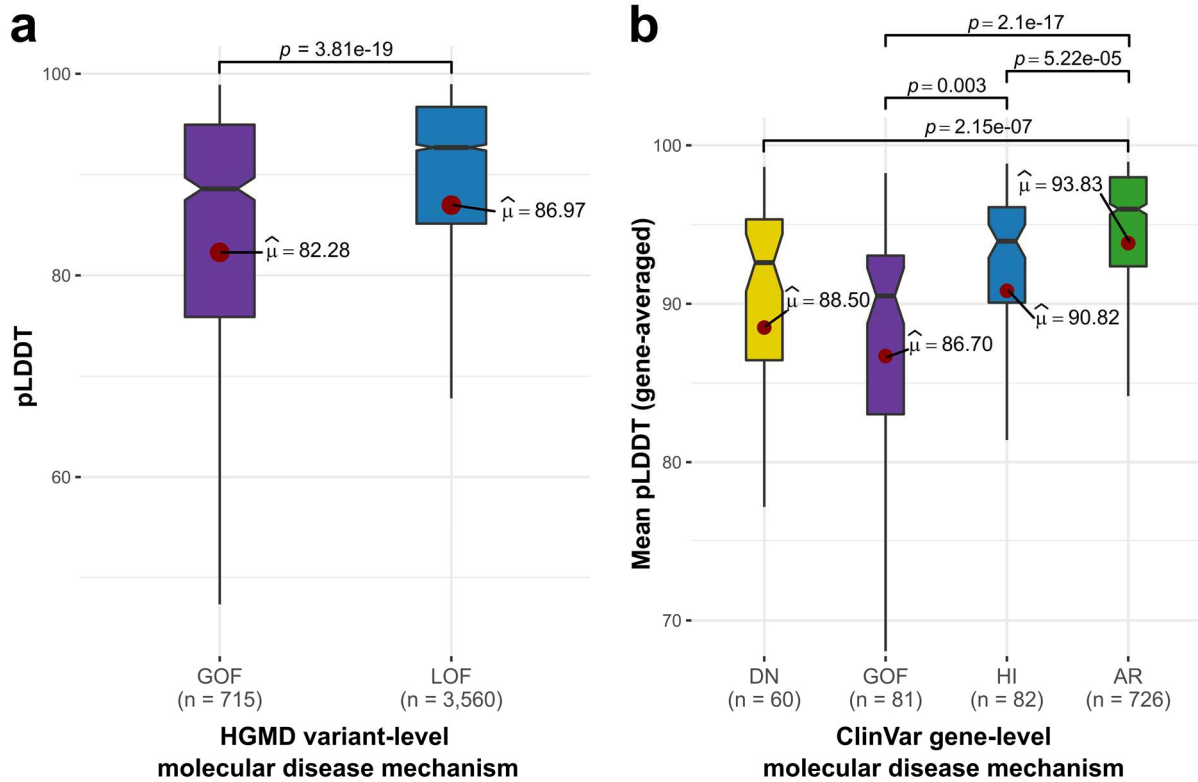 a
p = 3.81e-19
100
80
60
pLDDT
μ̂ = 82.28
μ̂ = 86.97
GOF
(n = 715)
LOF
(n = 3,560)
HGMD variant-level
molecular disease mechanism
b
p = 2.1e-17
p = 5.22e-05
p = 0.003
p = 2.15e-07
100
90
80
70
Mean pLDDT (gene-averaged)
μ̂ = 88.50
μ̂ = 86.70
μ̂ = 90.82
μ̂ = 93.83
DN
(n = 60)
GOF
(n = 81)
HI
(n = 82)
AR
(n = 726)
ClinVar gene-level
molecular disease mechanism